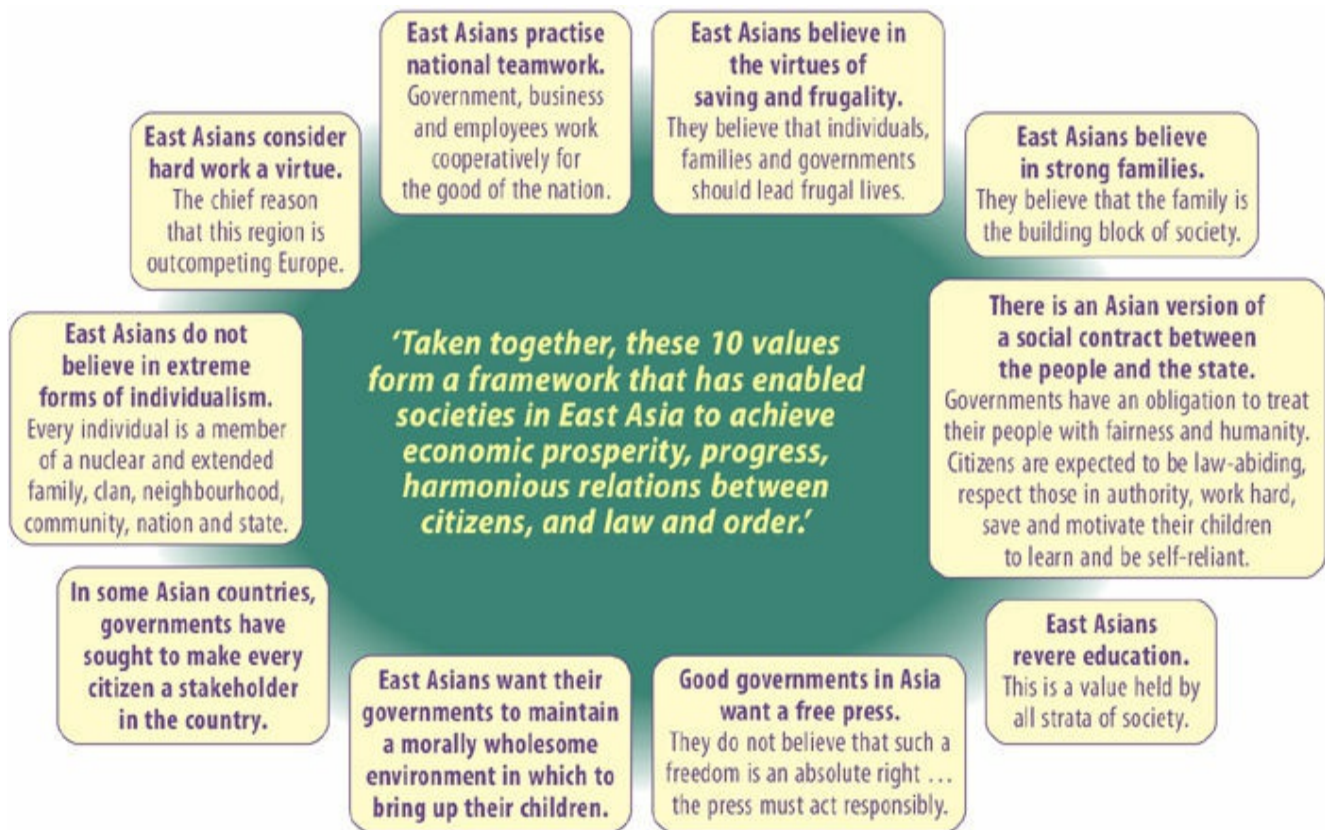 East Asians practise
national teamwork.
Government, business
and employees work
cooperatively for
the good of the nation.
East Asians believe in
the virtues of
saving and frugality.
They believe that individuals,
families and governments
should lead frugal lives.
East Asians believe
in strong families.
They believe that the family is
the building block of society.
There is an Asian version of
a social contract between
the people and the state.
Governments have an obligation to treat
their people with fairness and humanity.
Citizens are expected to be law-abiding,
respect those in authority, work hard,
save and motivate their children
to learn and be self-reliant.
East Asians
revere education.
This is a value held by
all strata of society.
Good governments in Asia
want a free press.
They do not believe that such a
freedom is an absolute right ...
the press must act responsibly.
East Asians want their
governments to maintain
a morally wholesome
environment in which to
bring up their children.
In some Asian countries,
governments have
sought to make every
citizen a stakeholder
in the country.
East Asians do not
believe in extreme
forms of individualism.
Every individual is a member
of a nuclear and extended
family, clan, neighbourhood,
community, nation and state.
East Asians consider
hard work a virtue.
The chief reason
that this region is
outcompeting Europe.
‘Taken together, these 10 values
form a framework that has enabled
societies in East Asia to achieve
economic prosperity, progress,
harmonious relations between
citizens, and law and order.’